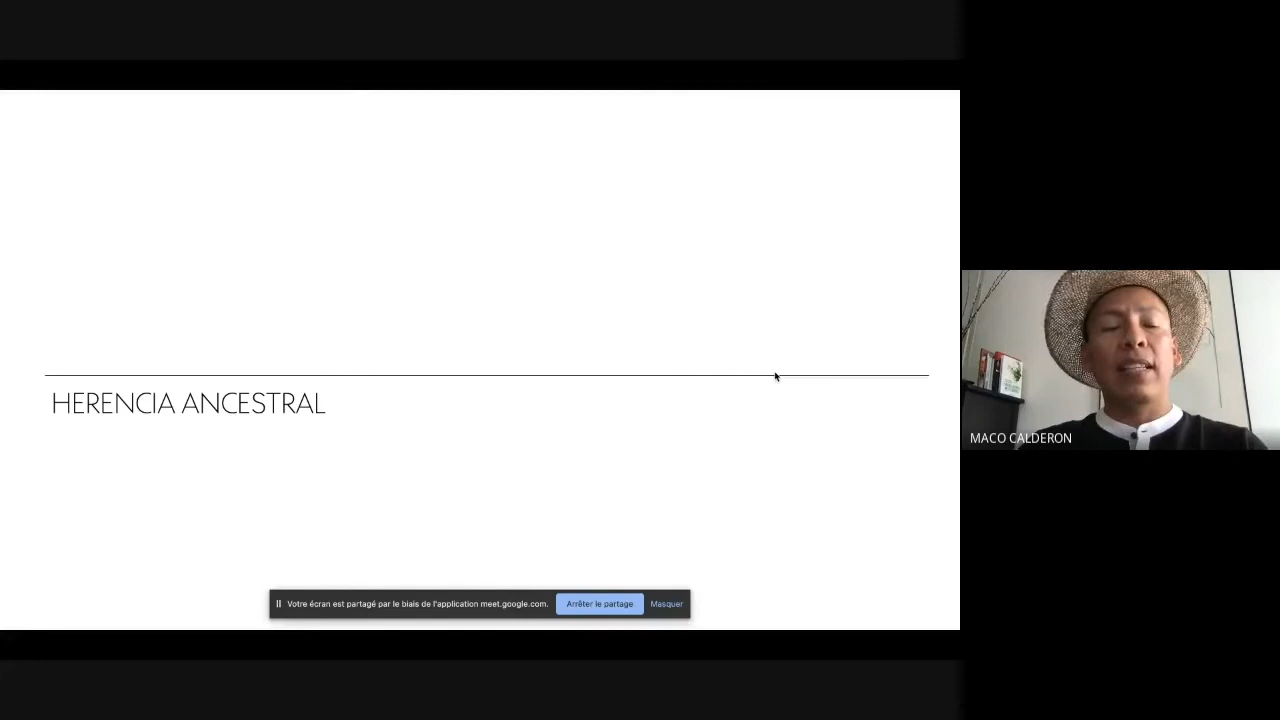 HERENCIA ANCESTRAL
MACO CALDERON
Votre écran est partagé par le biais de l'application meet.google.com. Arrêter le partage Masquer